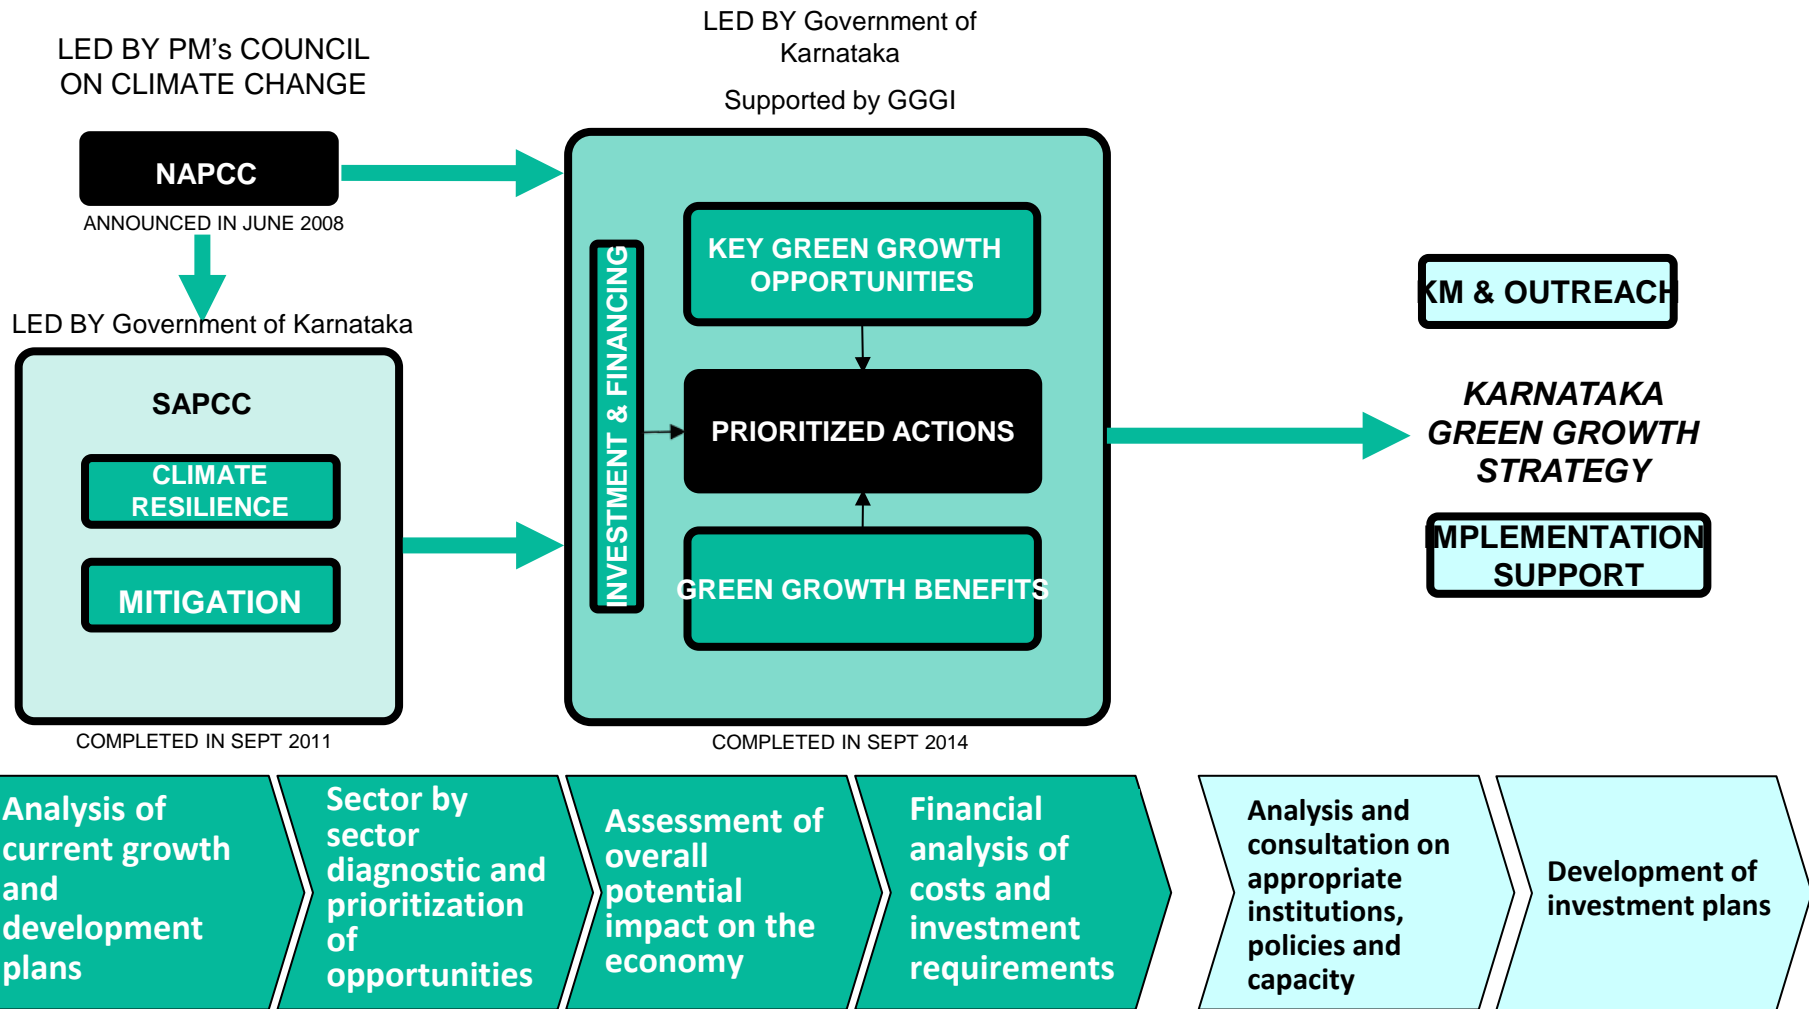 LED BY PM's COUNCIL
ON CLIMATE CHANGE
NAPCC
ANNOUNCED IN JUNE 2008
LED BY Government of Karnataka
SAPCC
CLIMATE
RESILIENCE
MITIGATION
COMPLETED IN SEPT 2011
LED BY Government of
Karnataka
Supported by GGGI
INVESTMENT & FINANCING
KEY GREEN GROWTH
OPPORTUNITIES
PRIORITIZED ACTIONS
GREEN GROWTH BENEFITS
COMPLETED IN SEPT 2014
KM & OUTREACH
KARNATAKA
GREEN GROWTH
STRATEGY
IMPLEMENTATION
SUPPORT
Analysis of
current growth
and
development
plans
Sector by
sector
diagnostic and
prioritization
of
opportunities
Assessment of
overall
potential
impact on the
economy
Financial
analysis of
costs and
investment
requirements
Analysis and
consultation on
appropriate
institutions,
policies and
capacity
Development of
investment plans